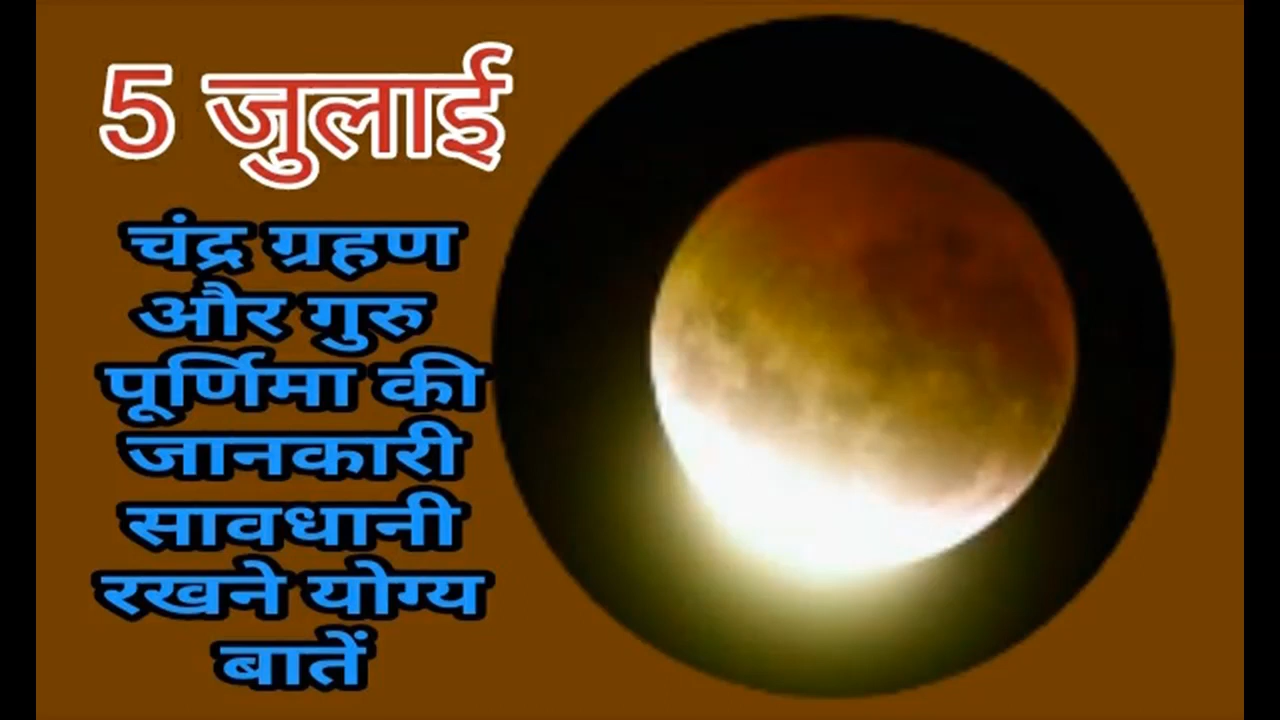 5 जुलाई
चंद्र ग्रहण
और गुरु
पूर्णिमा की
जानकारी
सावधानी
रखने योग्य
बातें